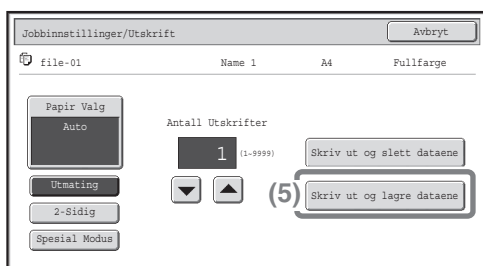 Jobbinnstillinger/Utskrift
Avbryt
file-01 Name 1 A4 Fullfarge
Papir Valg
Auto
Antall Utskrifter
1 (1~9999)
Skriv ut og slett dataene
(5) Skriv ut og lagre dataene
Utmating
2-Sidig
Spesial Modus